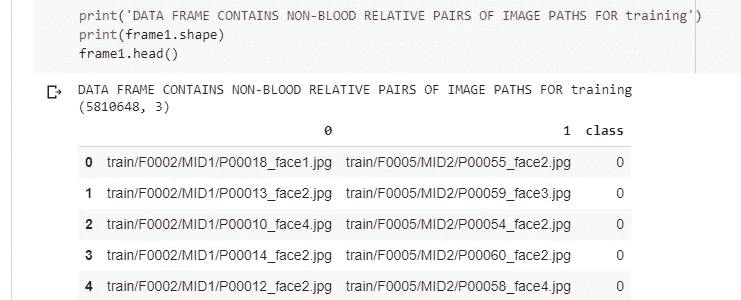 print('DATA FRAME CONTAINS NON-BLOOD RELATIVE PAIRS OF IMAGE PATHS FOR training')
print(frame1.shape)
frame1.head()
DATA FRAME CONTAINS NON-BLOOD RELATIVE PAIRS OF IMAGE PATHS FOR training
(5810648, 3)
0 1 class
0 train/F0002/MID1/P00018_face1.jpg train/F0005/MID2/P00055_face2.jpg 0
1 train/F0002/MID1/P00013_face2.jpg train/F0005/MID2/P00059_face3.jpg 0
2 train/F0002/MID1/P00010_face4.jpg train/F0005/MID2/P00054_face2.jpg 0
3 train/F0002/MID1/P00014_face2.jpg train/F0005/MID2/P00060_face2.jpg 0
4 train/F0002/MID1/P00012_face2.jpg train/F0005/MID2/P00058_face4.jpg 0